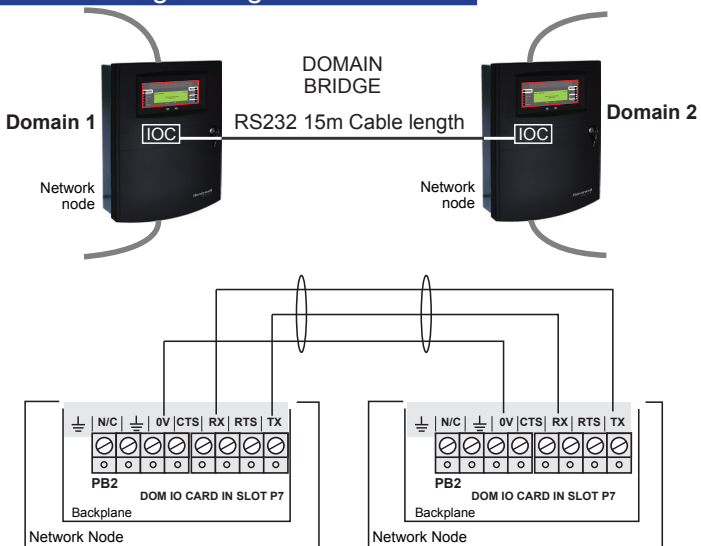 DOMAIN
BRIDGE
Domain 1
Domain 2
IOC
RS232 15m Cable length
IOC
Network
node
Network
node
N/C 0V CTS RX RTS TX
N/C 0V CTS RX RTS TX
PB2
PB2
DOM IO CARD IN SLOT P7
DOM IO CARD IN SLOT P7
Backplane
Backplane
Network Node
Network Node